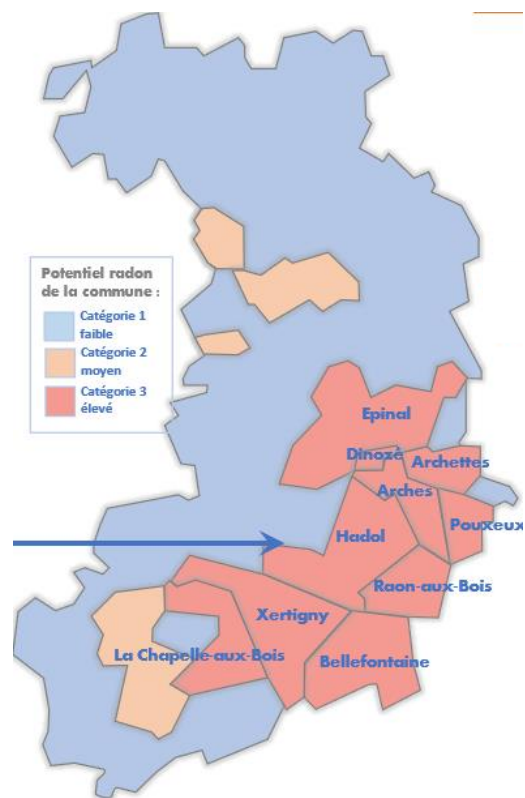 Potentiel radon
de la commune :
Catégorie 1
faible
Catégorie 2
moyen
Catégorie 3
élevé
Epinal
Dinozé
Archettes
Arches
Pouxeux
Hadol
Raon-aux-Bois
Xertigny
La Chapelle-aux-Bois
Bellefontaine